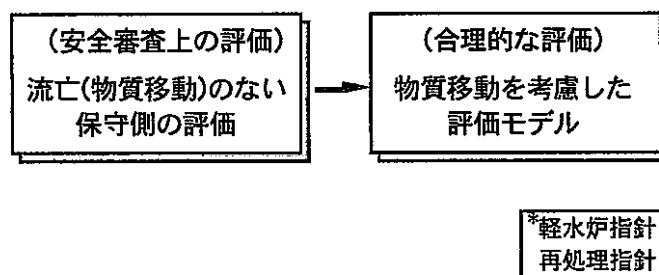 (安全審査上の評価)
流亡(物質移動)のない
保守側の評価
(合理的な評価)
物質移動を考慮した
評価モデル
*軽水炉指針
再処理指針